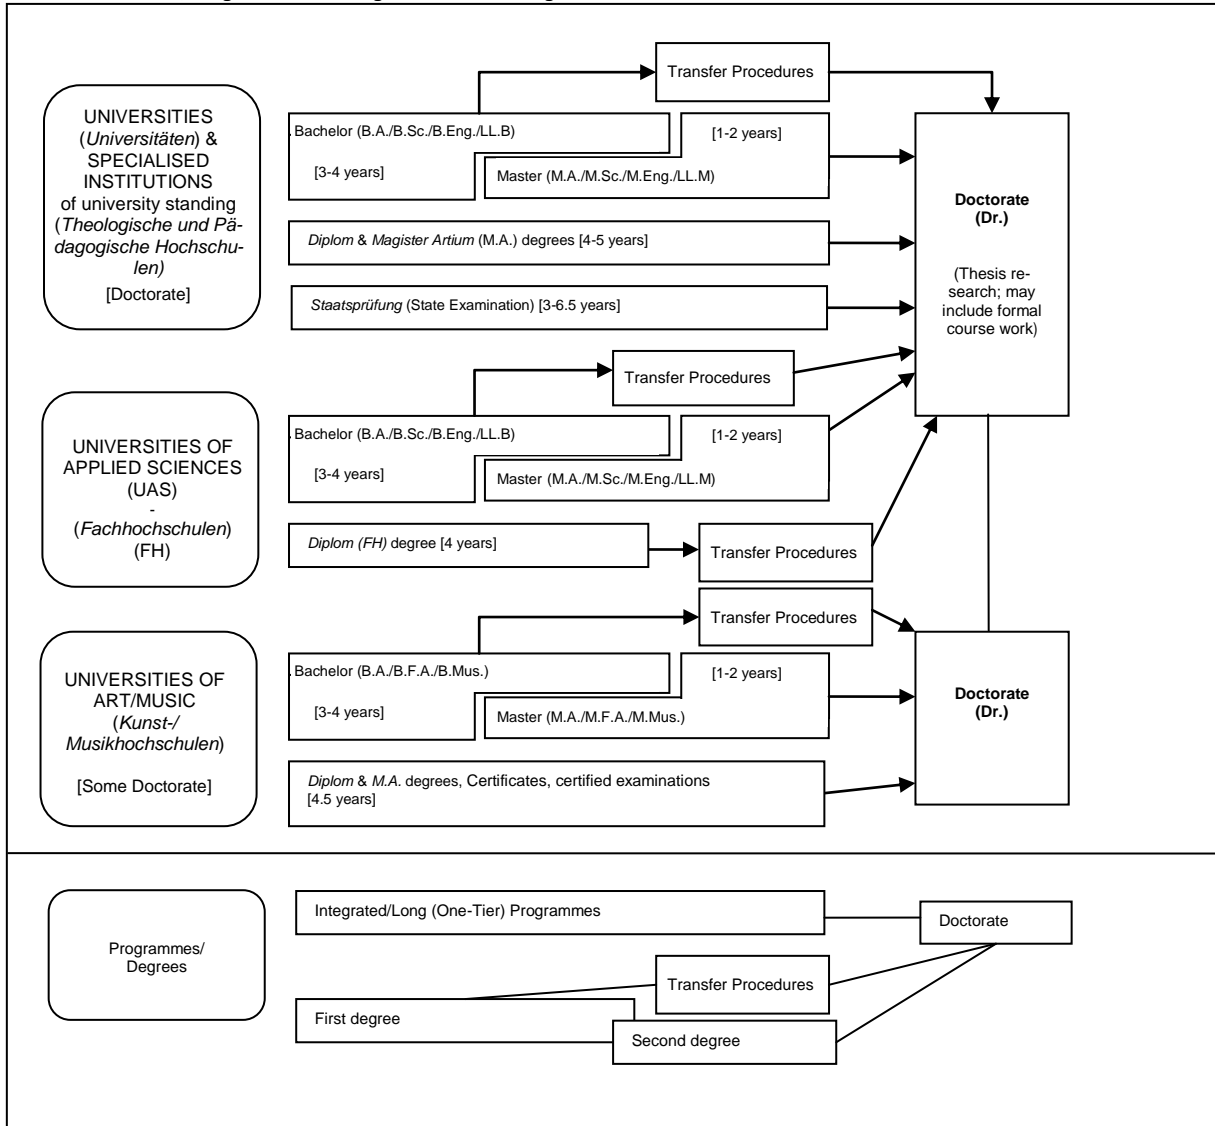 Transfer Procedures
UNIVERSITIES
(Universitäten) &
SPECIALISED
INSTITUTIONS
of university standing
(Theologische und Pä-
dagogische Hochschu-
len)
[Doctorate]
. Bachelor (B.A./B.Sc./B.Eng./LL.B)
[3-4 years]
[1-2 years]
Master (M.A./M.Sc./M.Eng./LL.M)
Diplom & Magister Artium (M.A.) degrees [4-5 years]
Staatsprüfung (State Examination) [3-6.5 years]
Doctorate
(Dr.)
(Thesis re-
search; may
include formal
course work)
Transfer Procedures
UNIVERSITIES OF
APPLIED SCIENCES
(UAS)
-
(Fachhochschulen)
(FH)
. Bachelor (B.A./B.Sc./B.Eng./LL.B)
[3-4 years]
[1-2 years]
Master (M.A./M.Sc./M.Eng./LL.M)
Diplom (FH) degree [4 years]
Transfer Procedures
Transfer Procedures
UNIVERSITIES OF
ART/MUSIC
(Kunst-/
Musikhochschulen)
[Some Doctorate]
. Bachelor (B.A./B.F.A./B.Mus.)
[3-4 years]
[1-2 years]
Master (M.A./M.F.A./M.Mus.)
Diplom & M.A. degrees, Certificates, certified examinations
[4.5 years]
Doctorate
(Dr.)
Programmes/
Degrees
Integrated/Long (One-Tier) Programmes
Doctorate
Transfer Procedures
First degree
Second degree